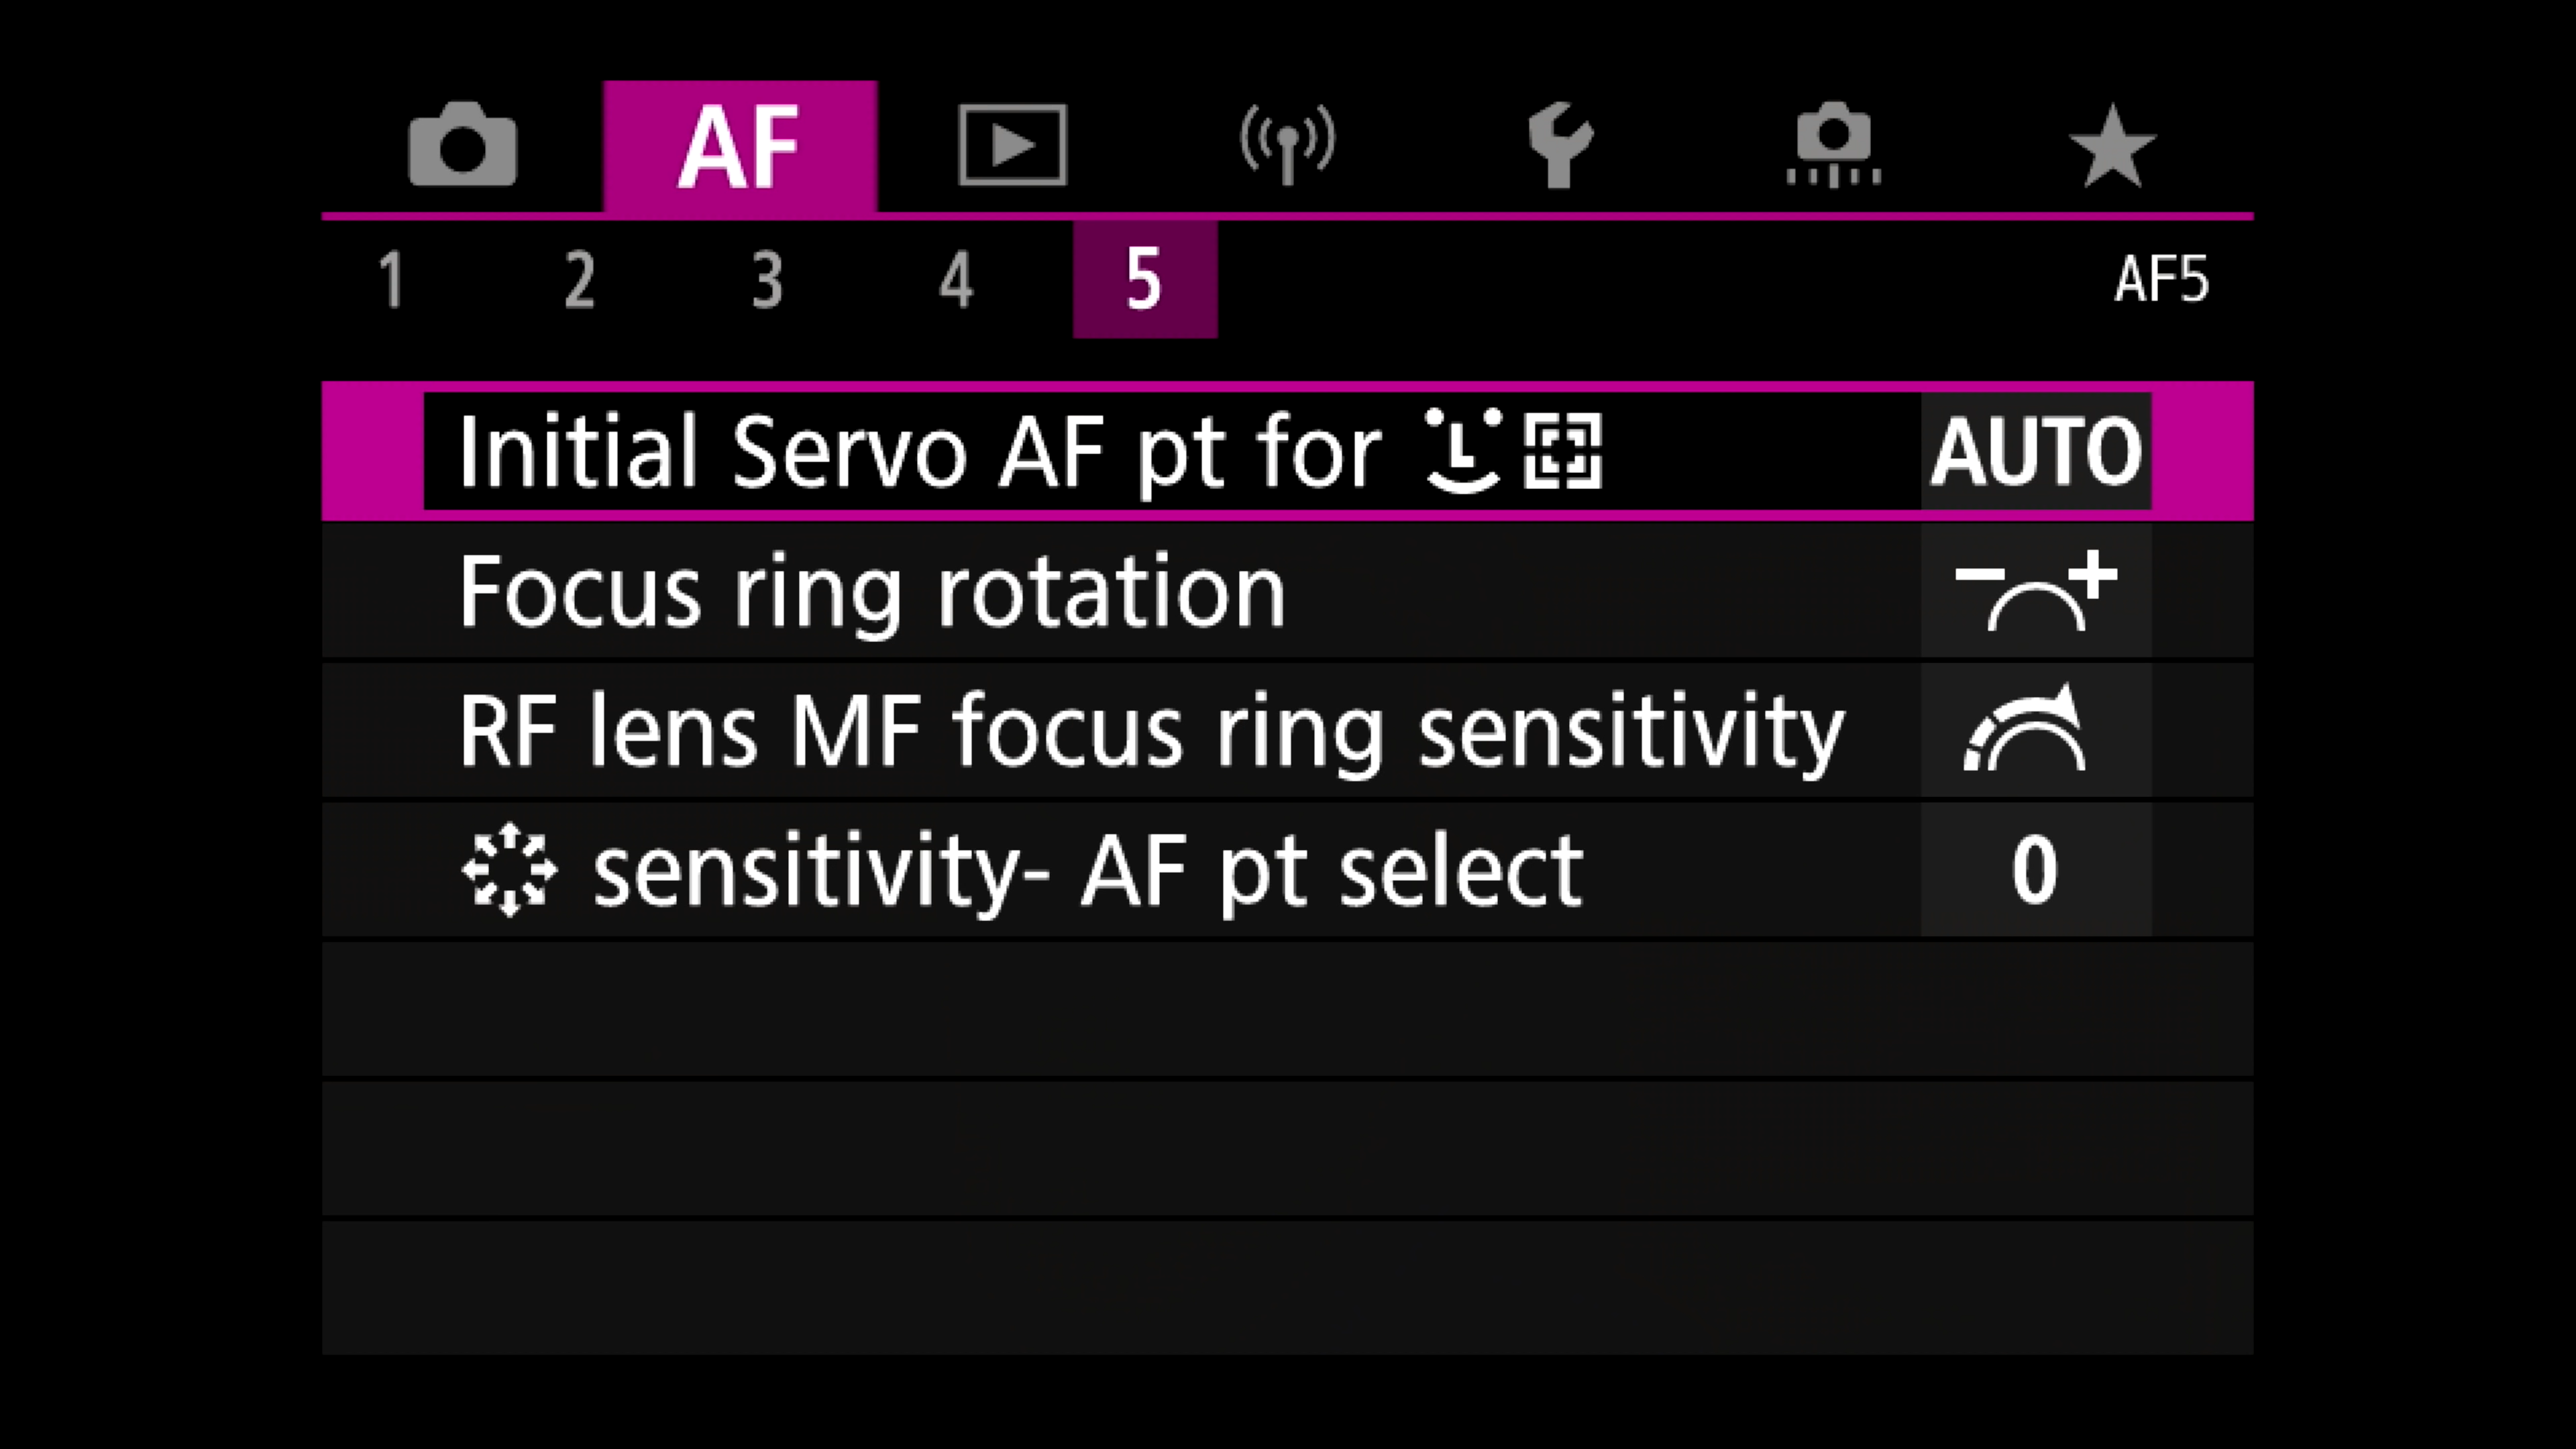 AF
1 2 3 4 5 AF5
Initial Servo AF pt for AUTO
Focus ring rotation
RF lens MF focus ring sensitivity
sensitivity- AF pt select 0